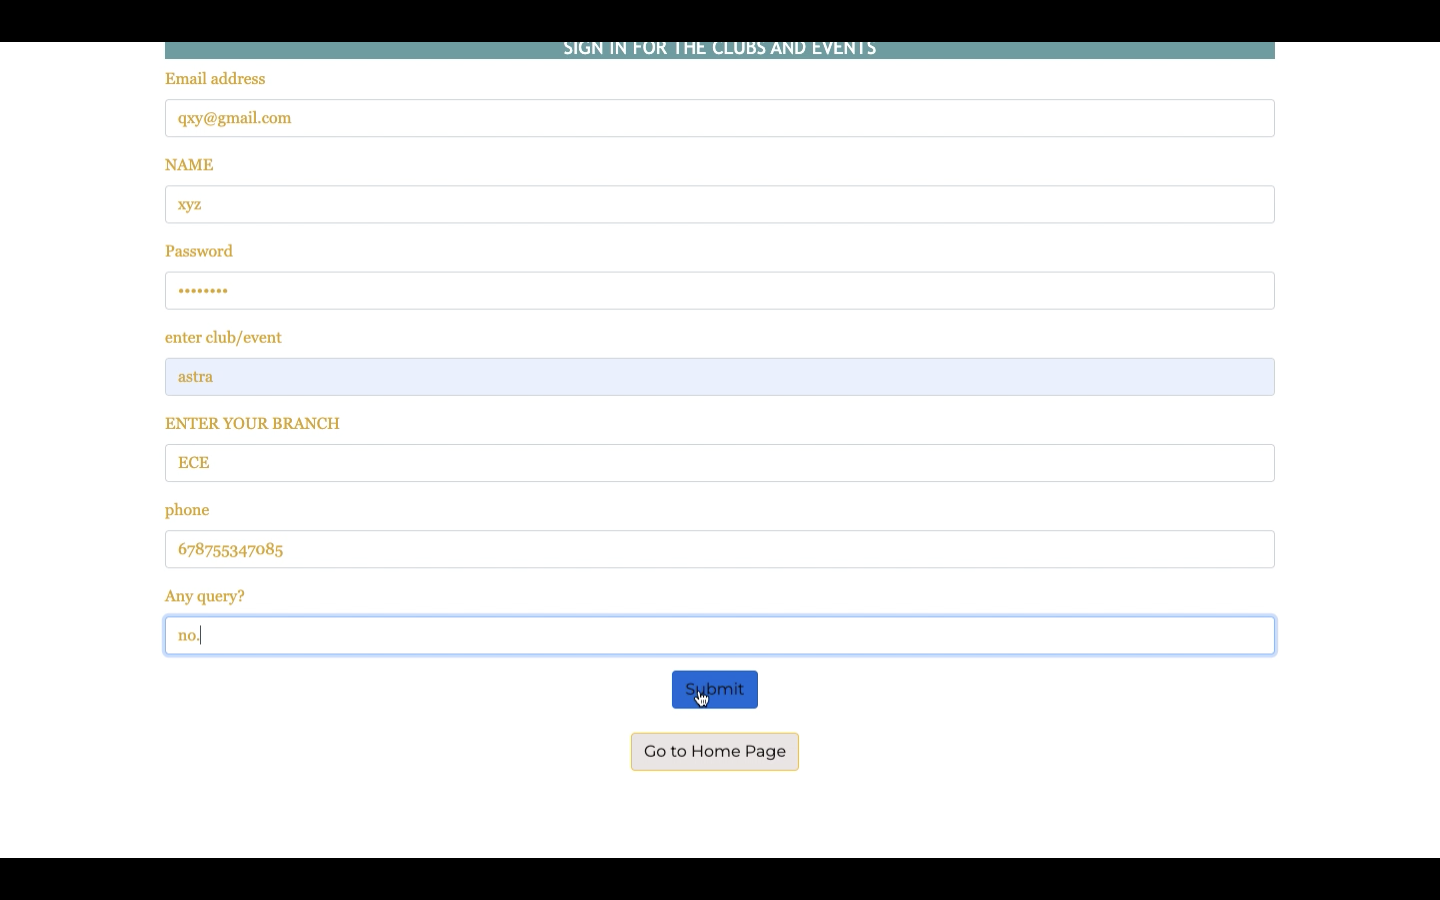 SIGN IN FOR THE CLUBS AND EVENTS
Email address
qxy@gmail.com
NAME
xyz
Password
••••••••
enter club/event
astra
ENTER YOUR BRANCH
ECE
phone
678755347085
Any query?
no.
Submit
Go to Home Page